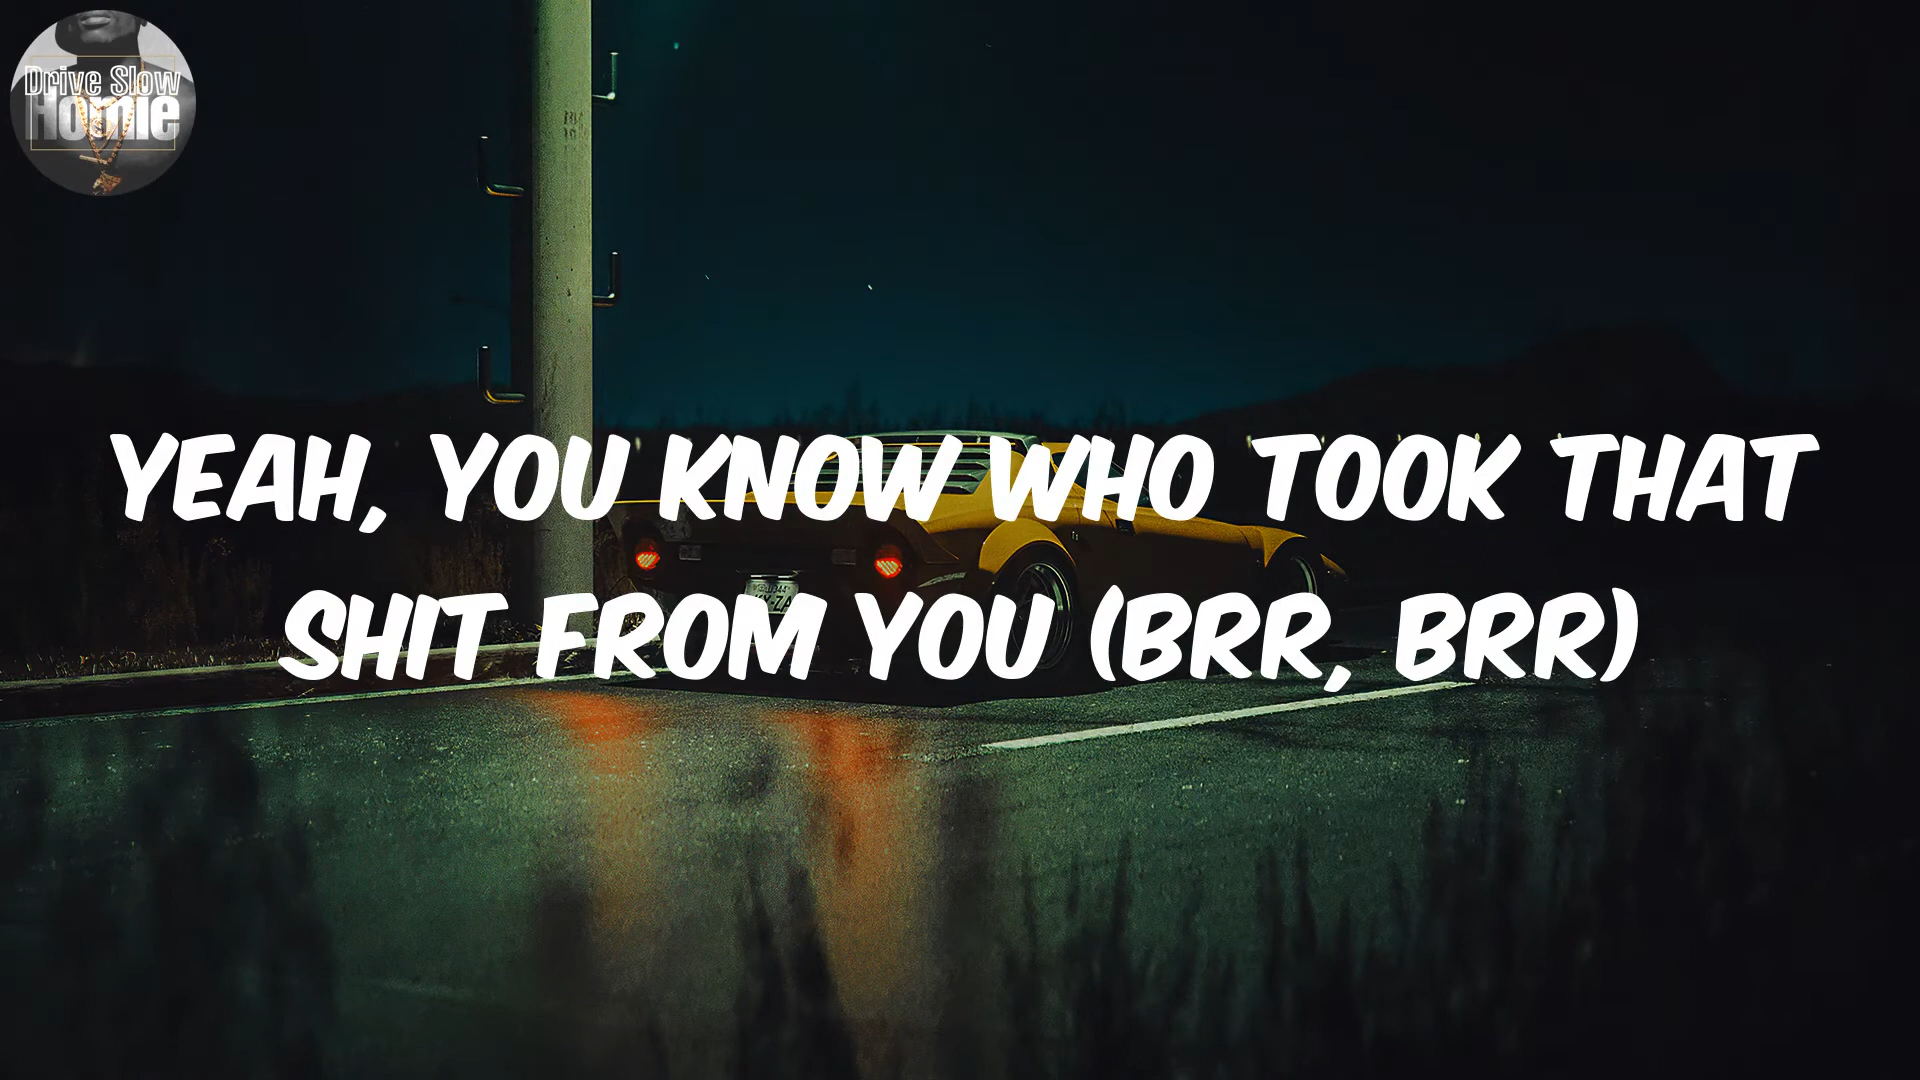 Drive Slow
Homie
YEAH, YOU KNOW WHO TOOK THAT
SHIT FROM YOU (BRR, BRR)